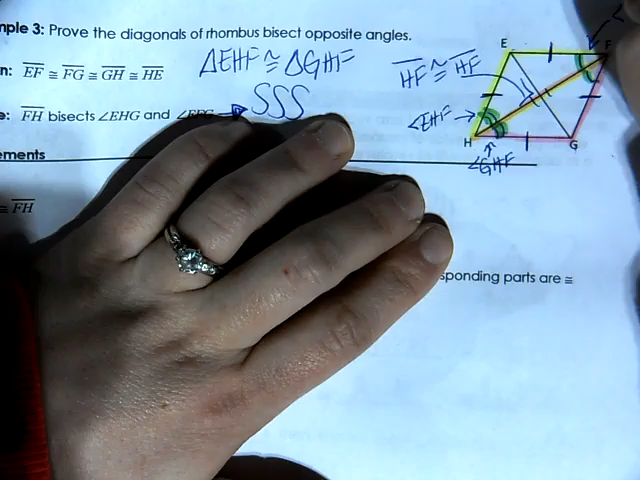 mple 3: Prove the diagonals of rhombus bisect opposite angles.
n: EF ≅ FG ≅ GH ≅ HE
ΔEHF ≅ ΔGHF
HF ≅ HF
E F
e: FH bisects ∠EHG and
SSS
∠EHF
H G
∠GHF
ements
≅ FH
sponding parts are ≅